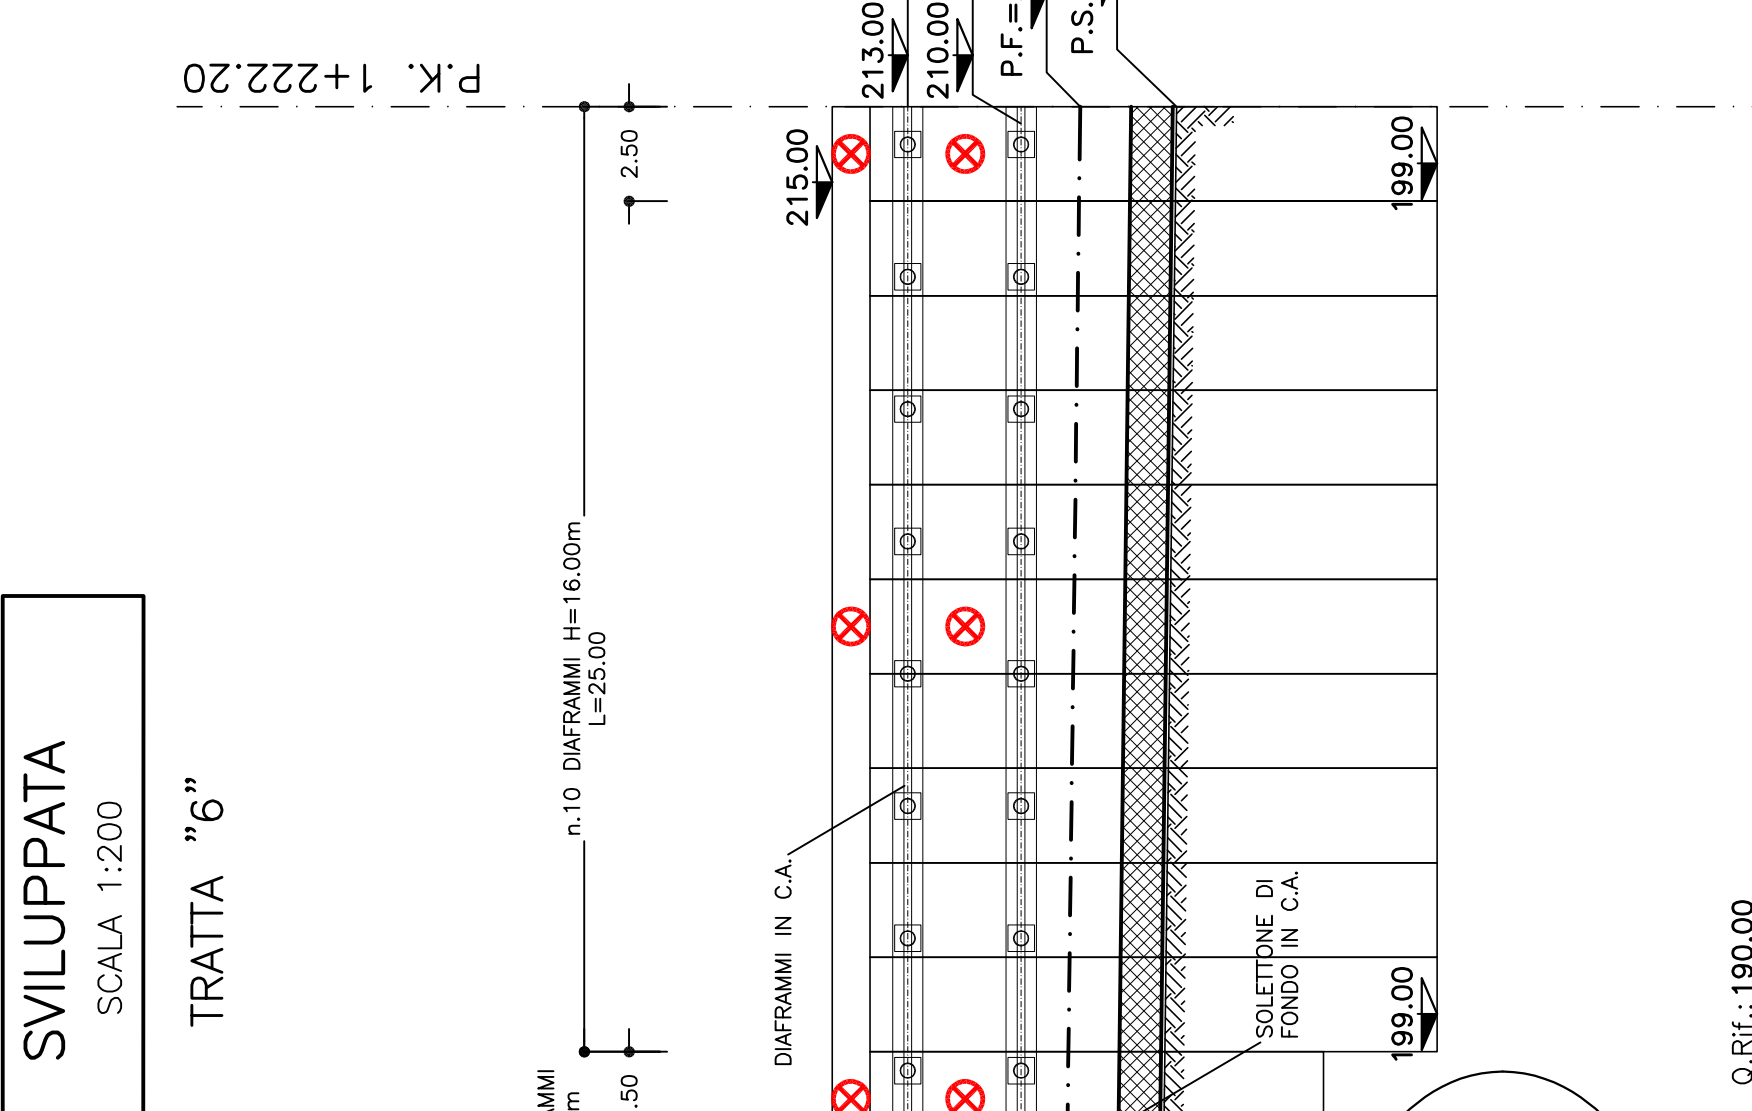 SVILUPPATA
SCALA 1:200
TRATTA "6"
P.K. 1+222.20
n.10 DIAFRAMMI H=16.00m
L=25.00
2.50
.50
215.00
213.00
210.00
P.F.=
P.S.
DIAFRAMMI IN C.A.
SOLETTONE DI
FONDO IN C.A.
199.00
199.00
Q.Rif.:190.00